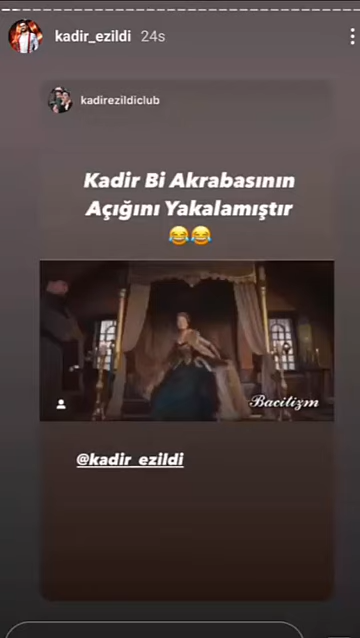 kadir_ezildi 24s
kadirezildiclub
Kadir Bi Akrabasının
Açığını Yakalamıştır
😂😂
Bacilizm
@kadir_ezildi